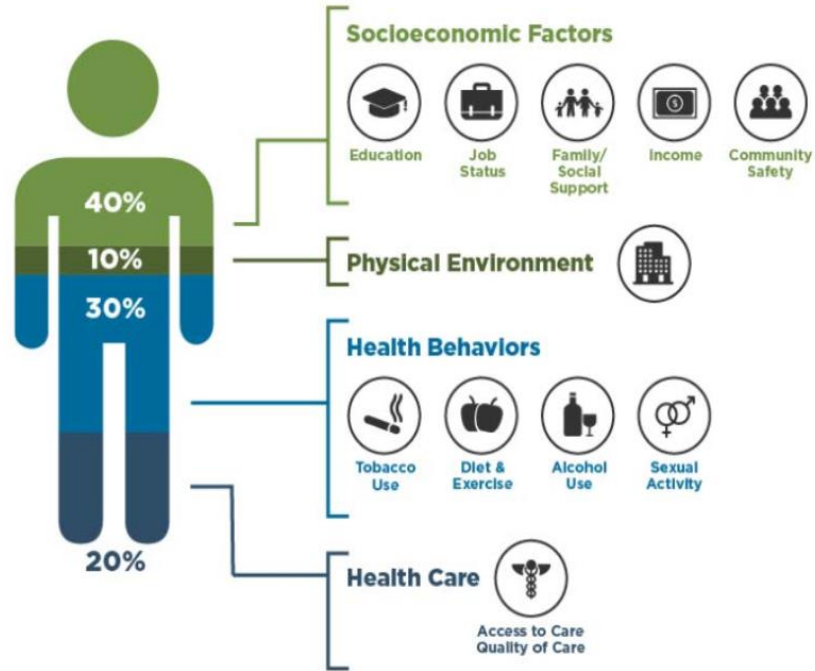 Socioeconomic Factors
Education
Job
Status
Family/
Social
Support
Income
Community
Safety
40%
10%
Physical Environment
30%
Health Behaviors
Tobacco
Use
Diet &
Exercise
Alcohol
Use
Sexual
Activity
20%
Health Care
Access to Care
Quality of Care